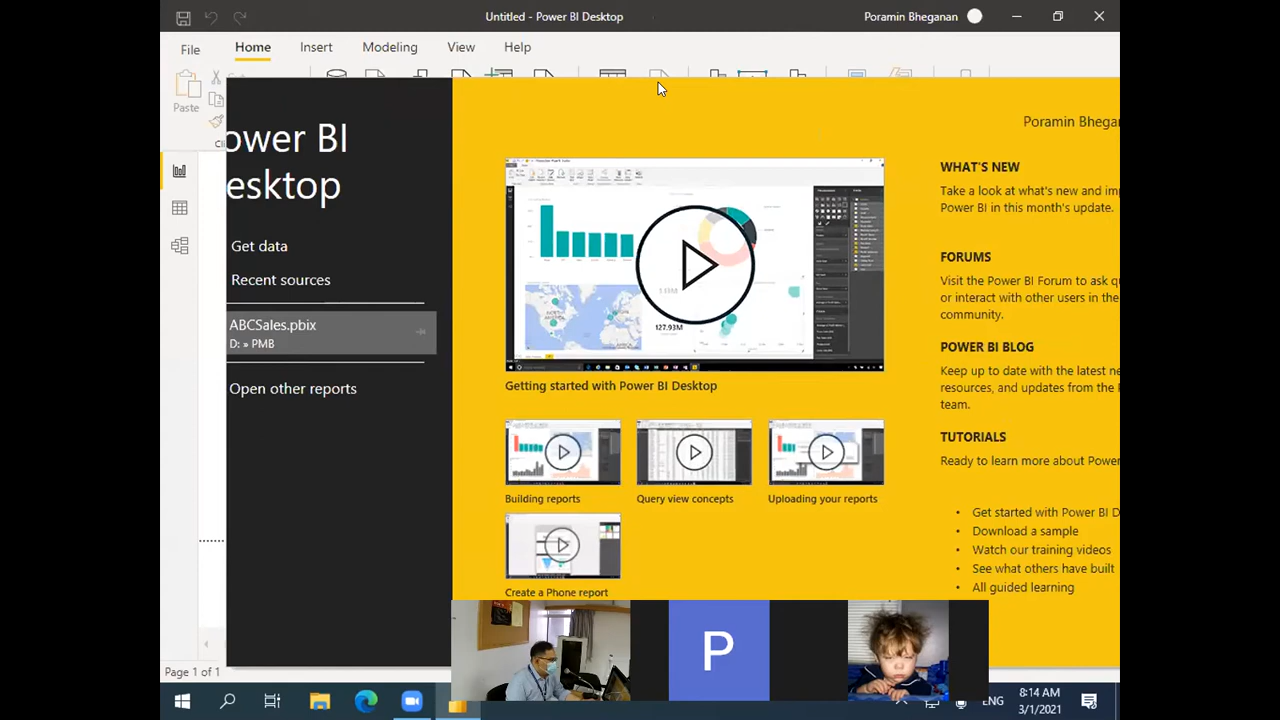 Untitled - Power BI Desktop
Poramin Bheganan
File
Home
Insert
Modeling
View
Help
Paste
ower BI
esktop
Get data
Recent sources
ABCSales.pbix
D: » PMB
Open other reports
127.93M
Getting started with Power BI Desktop
Building reports
Query view concepts
Uploading your reports
Create a Phone report
Poramin Bhegan
WHAT'S NEW
Take a look at what's new and imp
Power BI in this month's update.
FORUMS
Visit the Power BI Forum to ask qu
or interact with other users in the
community.
POWER BI BLOG
Keep up to date with the latest ne
resources, and updates from the P
team.
TUTORIALS
Ready to learn more about Power
• Get started with Power BI D
• Download a sample
• Watch our training videos
• See what others have built
• All guided learning
P
Page 1 of 1
ENG
8:14 AM
3/1/2021